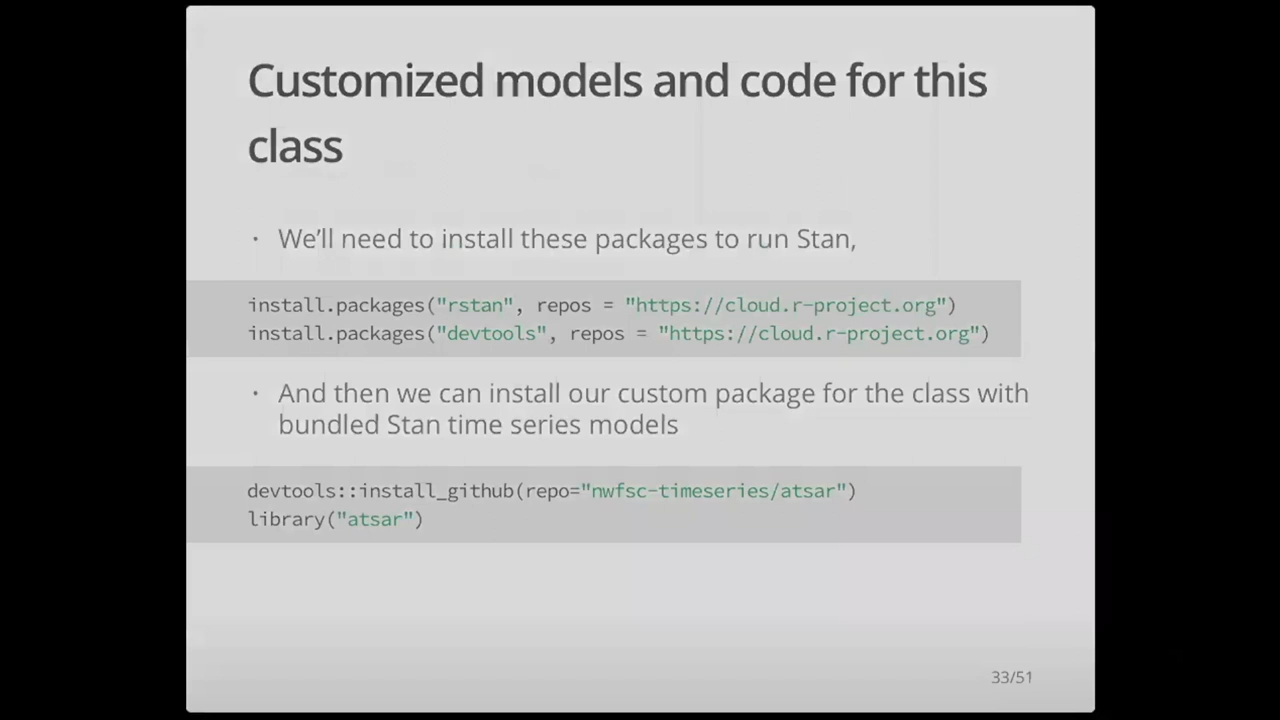 Customized models and code for this
class
· We’ll need to install these packages to run Stan,
install.packages("rstan", repos = "https://cloud.r-project.org")
install.packages("devtools", repos = "https://cloud.r-project.org")
· And then we can install our custom package for the class with
bundled Stan time series models
devtools::install_github(repo="nwfsc-timeseries/atsar")
library("atsar")
33/51